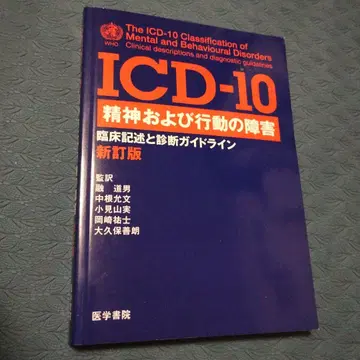 WHO
The ICD-10 Classification of
Mental and Behavioural Disorders
Clinical descriptions and diagnostic guidelines
ICD-10
精神および行動の障害
臨床記述と診断ガイドライン
新訂版
監訳
融 道男
中根允文
小見山実
岡崎祐士
大久保善朗
医学書院